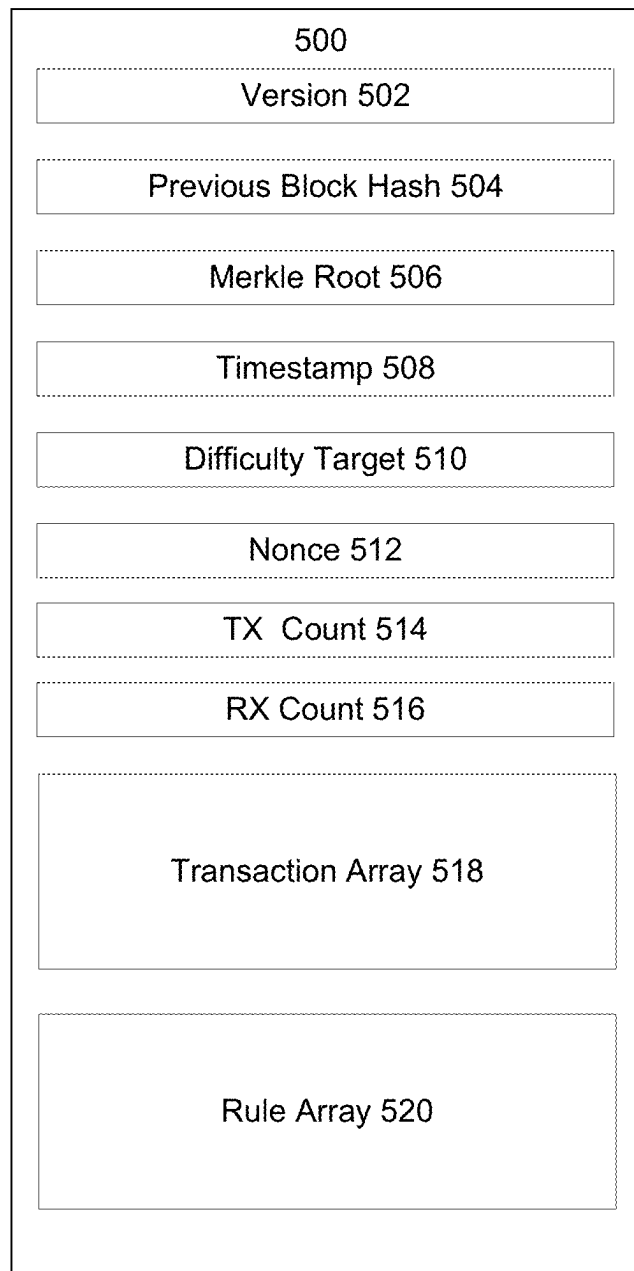 500
Version 502
Previous Block Hash 504
Merkle Root 506
Timestamp 508
Difficulty Target 510
Nonce 512
TX Count 514
RX Count 516
Transaction Array 518
Rule Array 520